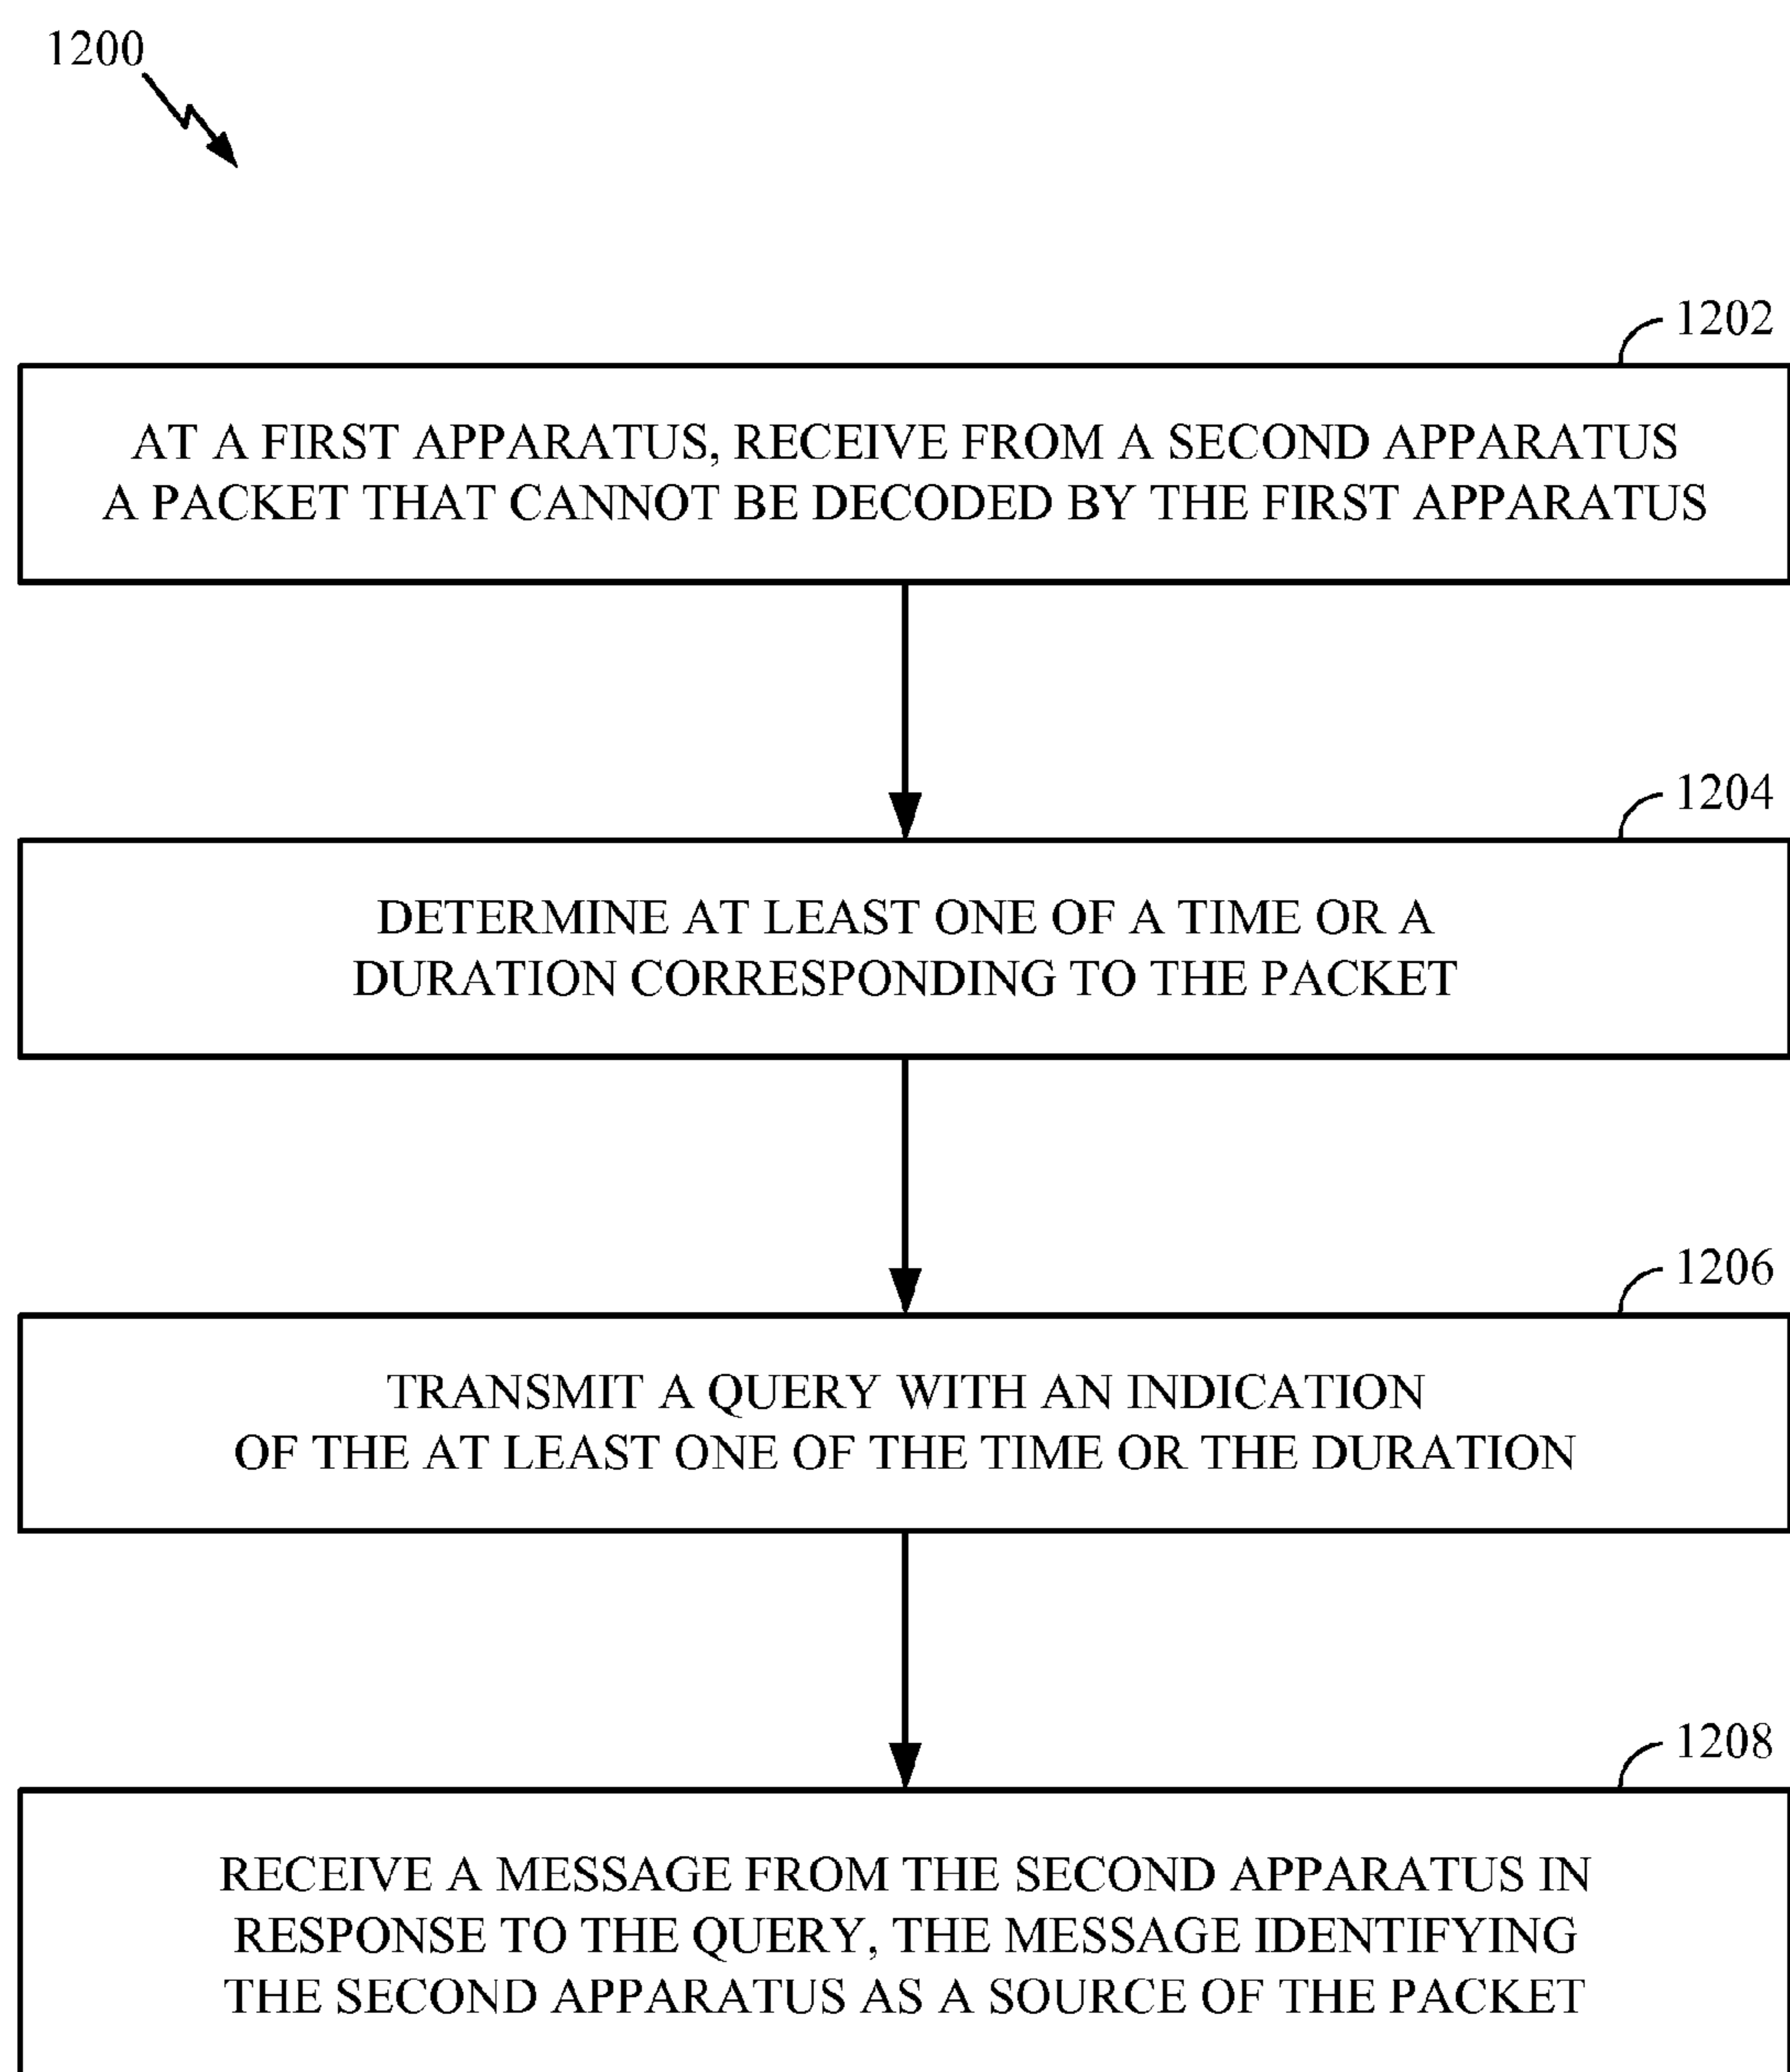 1200
1202
AT A FIRST APPARATUS, RECEIVE FROM A SECOND APPARATUS
A PACKET THAT CANNOT BE DECODED BY THE FIRST APPARATUS
1204
DETERMINE AT LEAST ONE OF A TIME OR A
DURATION CORRESPONDING TO THE PACKET
1206
TRANSMIT A QUERY WITH AN INDICATION
OF THE AT LEAST ONE OF THE TIME OR THE DURATION
1208
RECEIVE A MESSAGE FROM THE SECOND APPARATUS IN
RESPONSE TO THE QUERY, THE MESSAGE IDENTIFYING
THE SECOND APPARATUS AS A SOURCE OF THE PACKET